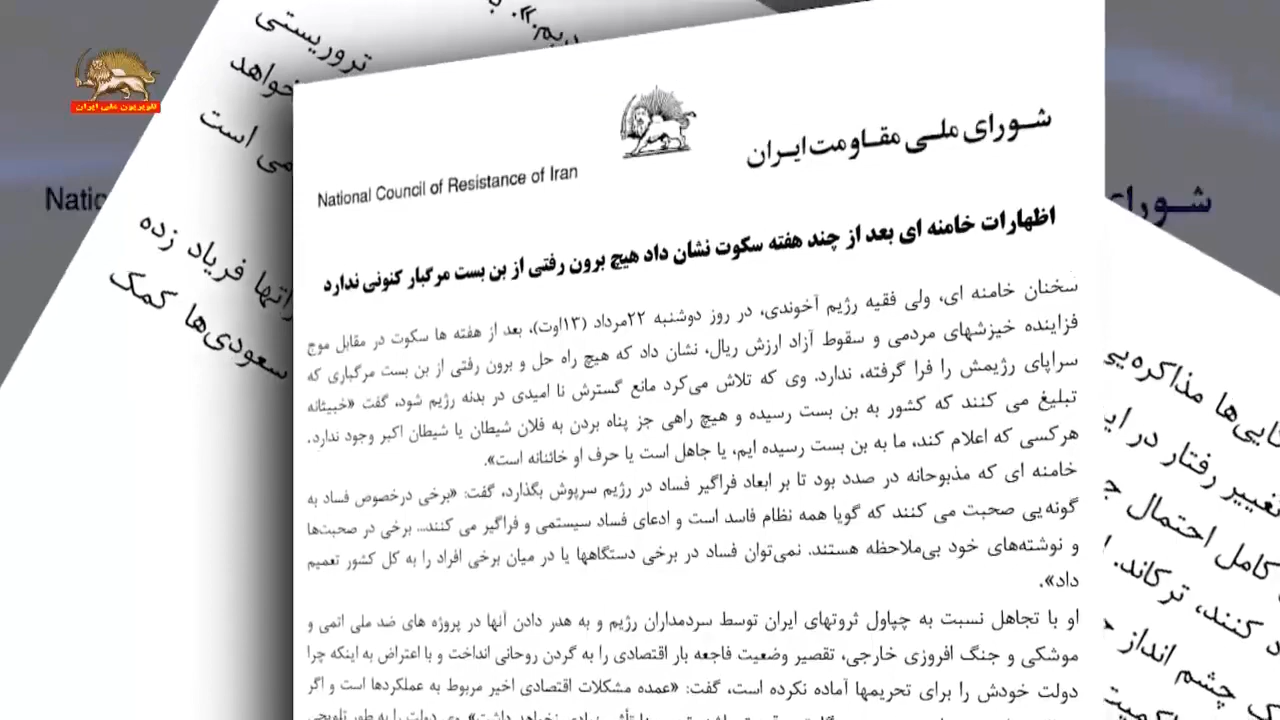 تلویزیون ملی ایران
تروریستی
خواهد
می است
راتها فریاد زده
سعودی‌ها کمک
شورای ملی مقاومت ایران
National Council of Resistance of Iran
اظهارات خامنه ای بعد از چند هفته سکوت نشان داد هیچ برون رفتی از بن بست مرگبار کنونی ندارد
سخنان خامنه ای، ولی فقیه رژیم آخوندی، در روز دوشنبه ۲۲مرداد (۱۳اوت)، بعد از هفته ها سکوت در مقابل موج
فزاینده خیزشهای مردمی و سقوط آزاد ارزش ریال، نشان داد که هیچ راه حل و برون رفتی از بن بست مرگباری که
سراپای رژیمش را فرا گرفته، ندارد. وی که تلاش می‌کرد مانع گسترش نا امیدی در بدنه رژیم شود، گفت «خبیثانه
تبلیغ می کنند که کشور به بن بست رسیده و هیچ راهی جز پناه بردن به فلان شیطان یا شیطان اکبر وجود ندارد.
هرکسی که اعلام کند، ما به بن بست رسیده ایم، یا جاهل است یا حرف او خائنانه است».
خامنه ای که مذبوحانه در صدد بود تا بر ابعاد فراگیر فساد در رژیم سرپوش بگذارد، گفت: «برخی درخصوص فساد به
گونه‌یی صحبت می کنند که گویا همه نظام فاسد است و ادعای فساد سیستمی و فراگیر می کنند... برخی در صحبت‌ها
و نوشته‌های خود بی‌ملاحظه هستند. نمی‌توان فساد در برخی دستگاهها یا در میان برخی افراد را به کل کشور تعمیم
داد».
او با تجاهل نسبت به چپاول ثروتهای ایران توسط سردمداران رژیم و به هدر دادن آنها در پروژه های ضد ملی اتمی و
موشکی و جنگ افروزی خارجی، تقصیر وضعیت فاجعه بار اقتصادی را به گردن روحانی انداخت و با اعتراض به اینکه چرا
دولت خودش را برای تحریمها آماده نکرده است، گفت: «عمده مشکلات اقتصادی اخیر مربوط به عملکردها است و اگر
Natio
شورای
ایی‌ها مذاکره‌یی
تغییر رفتار در ای
کامل احتمال
د کنند، ترکاند.
چشم انداز